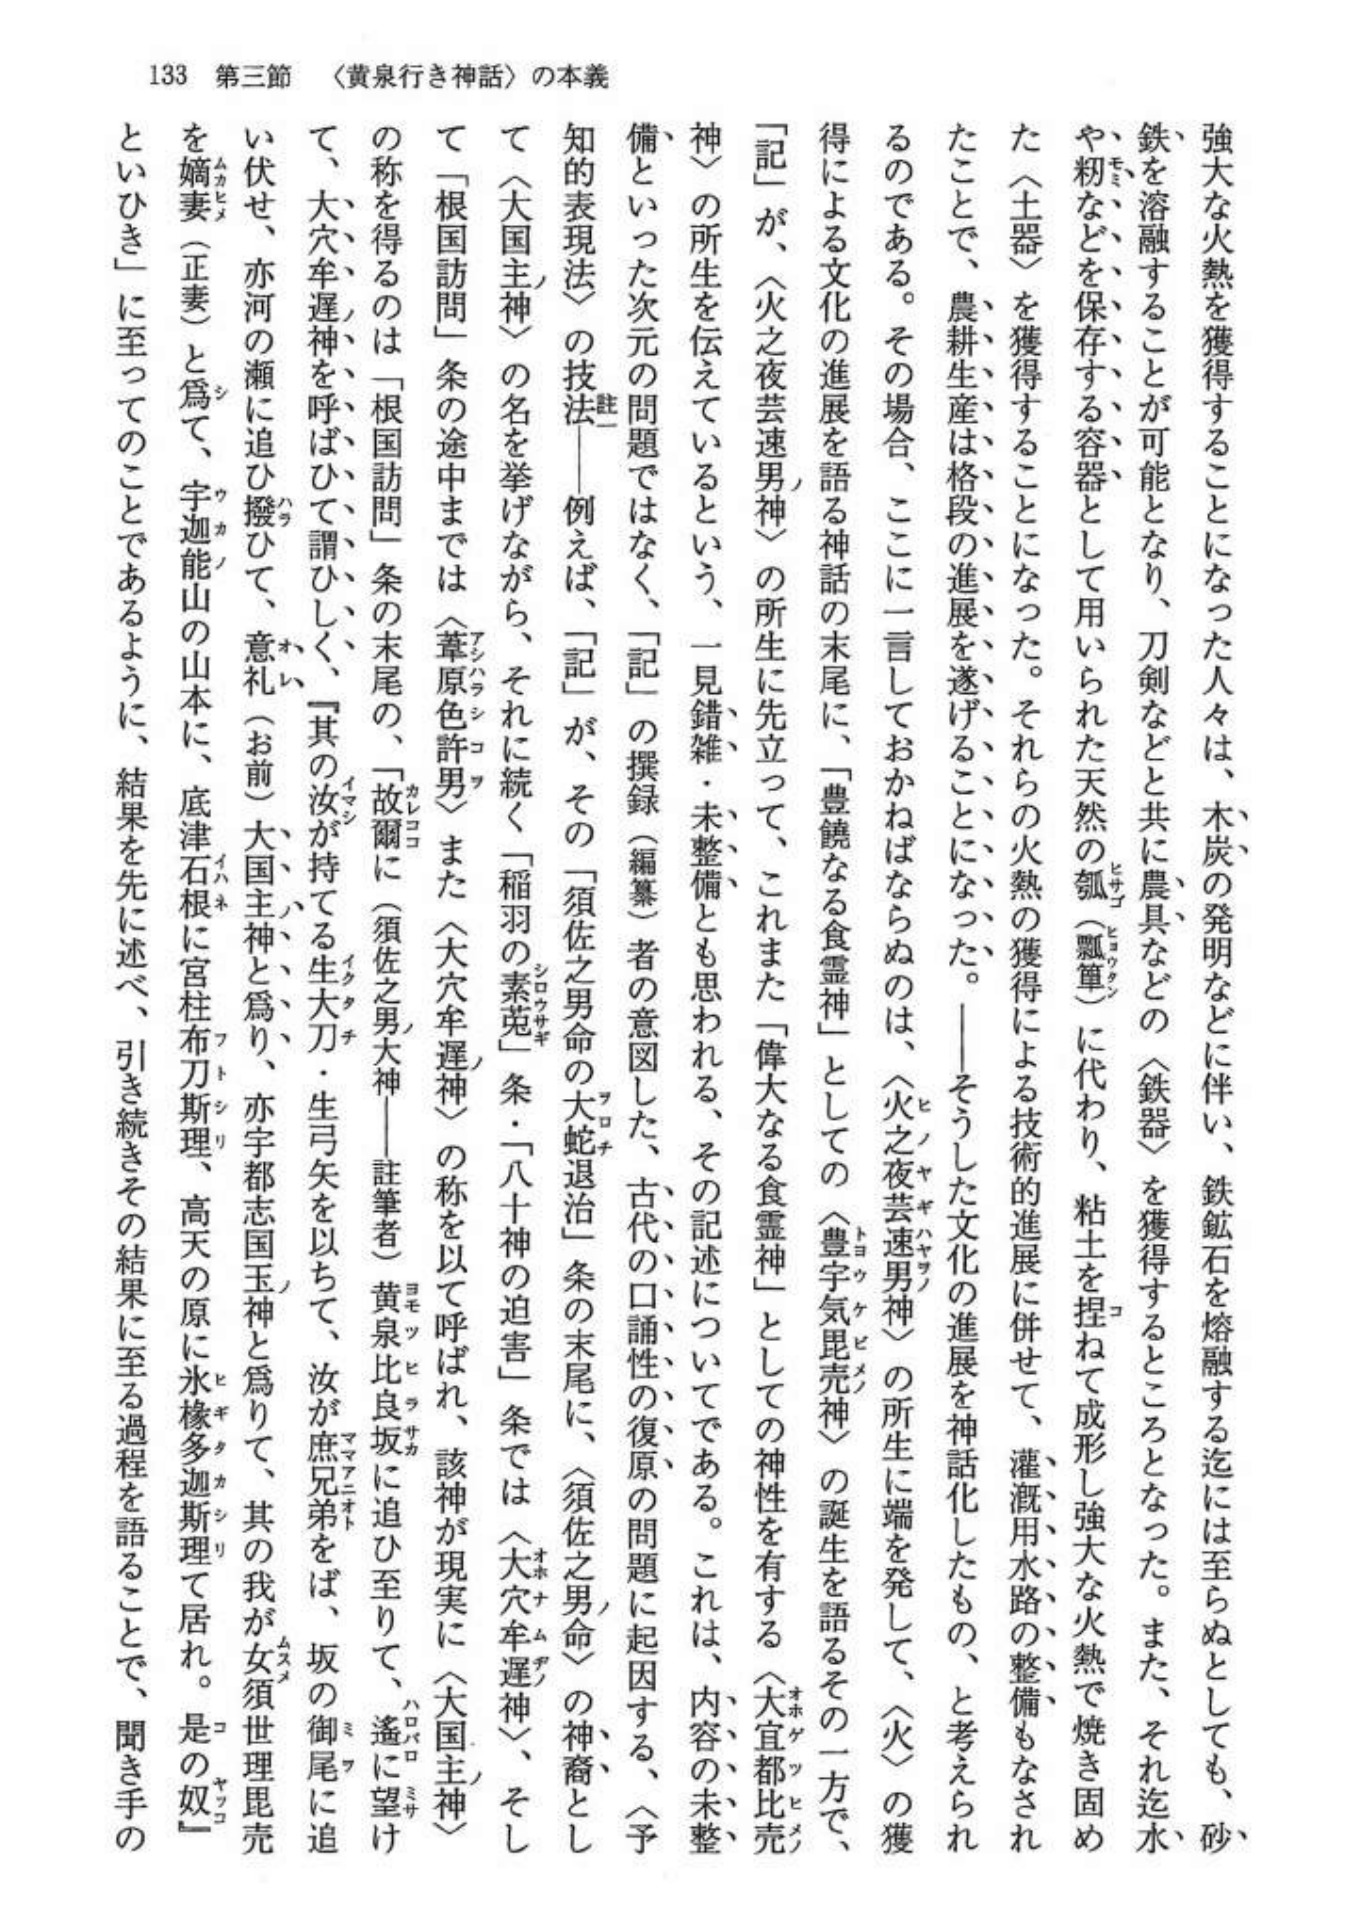 133　第三節　〈黄泉行き神話〉の本義
強大な火熱を獲得することになった人々は、木炭の発明などに伴い、鉄鉱石を熔融する迄には至らぬとしても、砂
鉄を溶融することが可能となり、刀剣などと共に農具などの〈鉄器〉を獲得するところとなった。また、それ迄水
や籾などを保存する容器として用いられた天然の瓠（瓢簞）に代わり、粘土を捏ねて成形し強大な火熱で焼き固め
た〈土器〉を獲得することになった。それらの火熱の獲得による技術的進展に併せて、灌漑用水路の整備もなされ
たことで、農耕生産は格段の進展を遂げることになった。――そうした文化の進展を神話化したもの、と考えられ
るのである。その場合、ここに一言しておかねばならぬのは、〈火之夜芸速男神〉の所生に端を発して、〈火〉の獲
得による文化の進展を語る神話の末尾に、「豊饒なる食霊神」としての〈豊宇気毘売神〉の誕生を語るその一方で、
「記」が、〈火之夜芸速男ノ神〉の所生に先立って、これまた「偉大なる食霊神」としての神性を有する〈大宜都比売
神〉の所生を伝えているという、一見錯雑・未整備とも思われる、その記述についてである。これは、内容の未整
備といった次元の問題ではなく、「記」の撰録（編纂）者の意図した、古代の口誦性の復原の問題に起因する、〈予
知的表現法〉の技法註一――例えば、「記」が、その「須佐之男命の大蛇退治」条の末尾に、〈須佐之男ノ命〉の神裔とし
て〈大国主ノ神〉の名を挙げながら、それに続く「稲羽の素菟」条・「八十神の迫害」条では〈大穴牟遅神〉、そし
て「根国訪問」条の途中までは〈葦原色許男〉また〈大穴牟遅ノ神〉の称を以て呼ばれ、該神が現実に〈大国主ノ神〉
の称を得るのは「根国訪問」条の末尾の、「故爾に（須佐之男ノ大神――註筆者）黄泉比良坂に追ひ至りて、遙に望け
て、大穴牟遅ノ神を呼ばひて謂ひしく、『其の汝が持てる生大刀・生弓矢を以ちて、汝が庶兄弟をば、坂の御尾に追
い伏せ、亦河の瀬に追ひ撥ひて、意礼（お前）大国主ノ神と爲り、亦宇都志国玉ノ神と爲りて、其の我が女須世理毘売
を嫡妻（正妻）と爲て、宇迦能山の山本に、底津石根に宮柱布刀斯理、高天の原に氷椽多迦斯理て居れ。是の奴』
といひき」に至ってのことであるように、結果を先に述べ、引き続きその結果に至る過程を語ることで、聞き手の